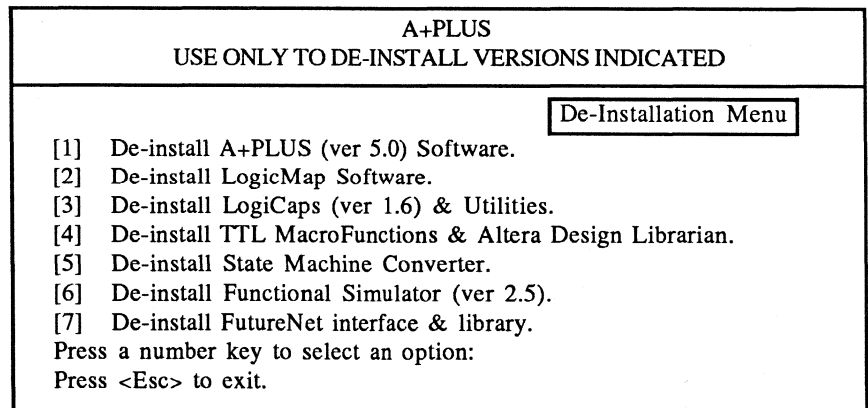 A+PLUS
USE ONLY TO DE-INSTALL VERSIONS INDICATED
De-Installation Menu
[1] De-install A+PLUS (ver 5.0) Software.
[2] De-install LogicMap Software.
[3] De-install LogiCaps (ver 1.6) & Utilities.
[4] De-install TTL MacroFunctions & Altera Design Librarian.
[5] De-install State Machine Converter.
[6] De-install Functional Simulator (ver 2.5).
[7] De-install FutureNet interface & library.
Press a number key to select an option:
Press <Esc> to exit.